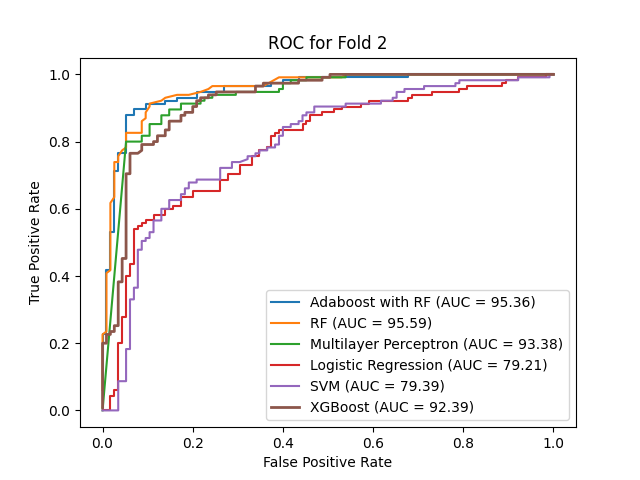 ROC for Fold 2
True Positive Rate
1.0
0.8
0.6
0.4
0.2
0.0
Adaboost with RF (AUC = 95.36)
RF (AUC = 95.59)
Multilayer Perceptron (AUC = 93.38)
Logistic Regression (AUC = 79.21)
SVM (AUC = 79.39)
XGBoost (AUC = 92.39)
0.0 0.2 0.4 0.6 0.8 1.0
False Positive Rate